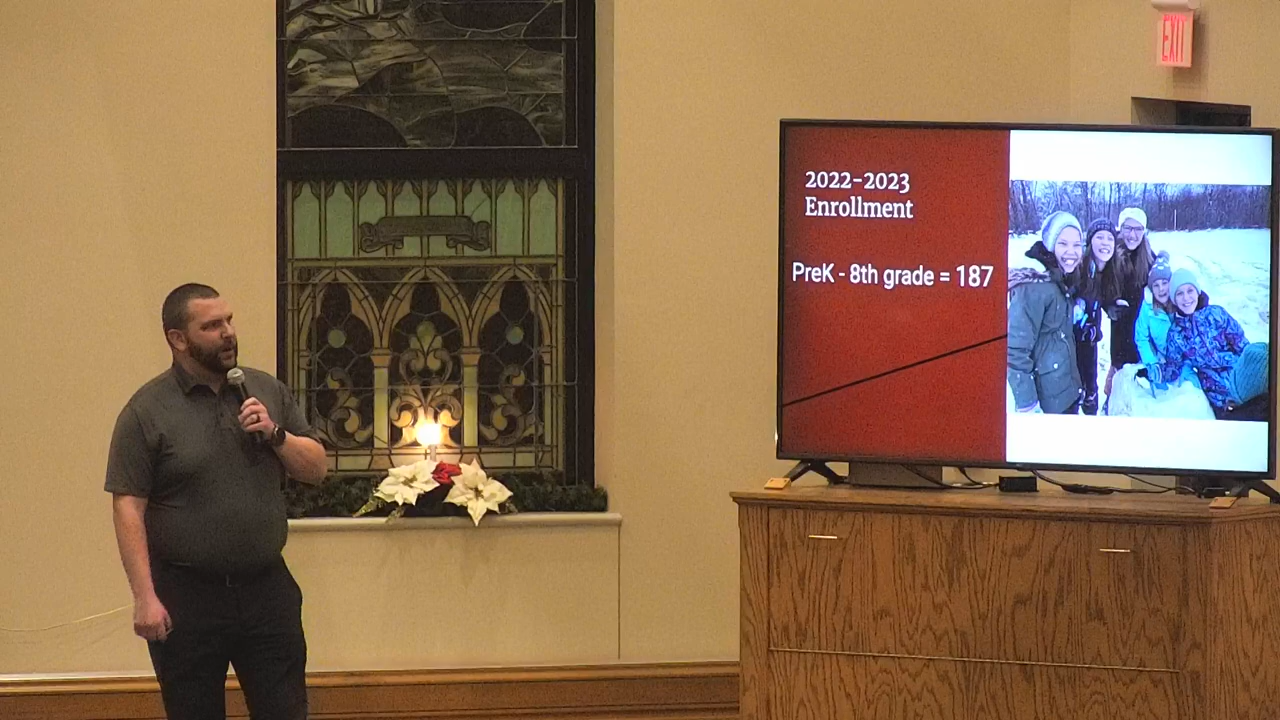 EXIT
2022-2023
Enrollment
PreK - 8th grade = 187